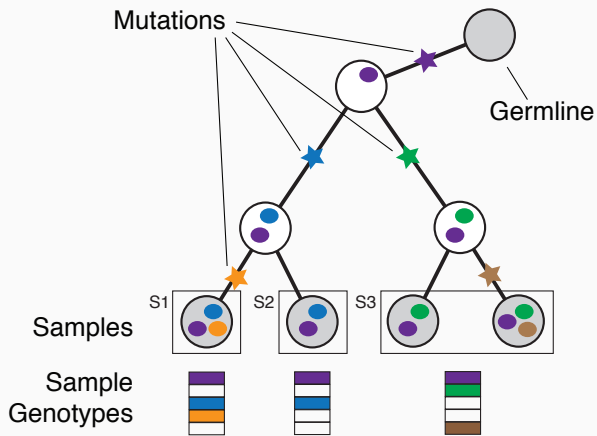 Mutations
Germline
S1
S2
S3
Samples
Sample
Genotypes